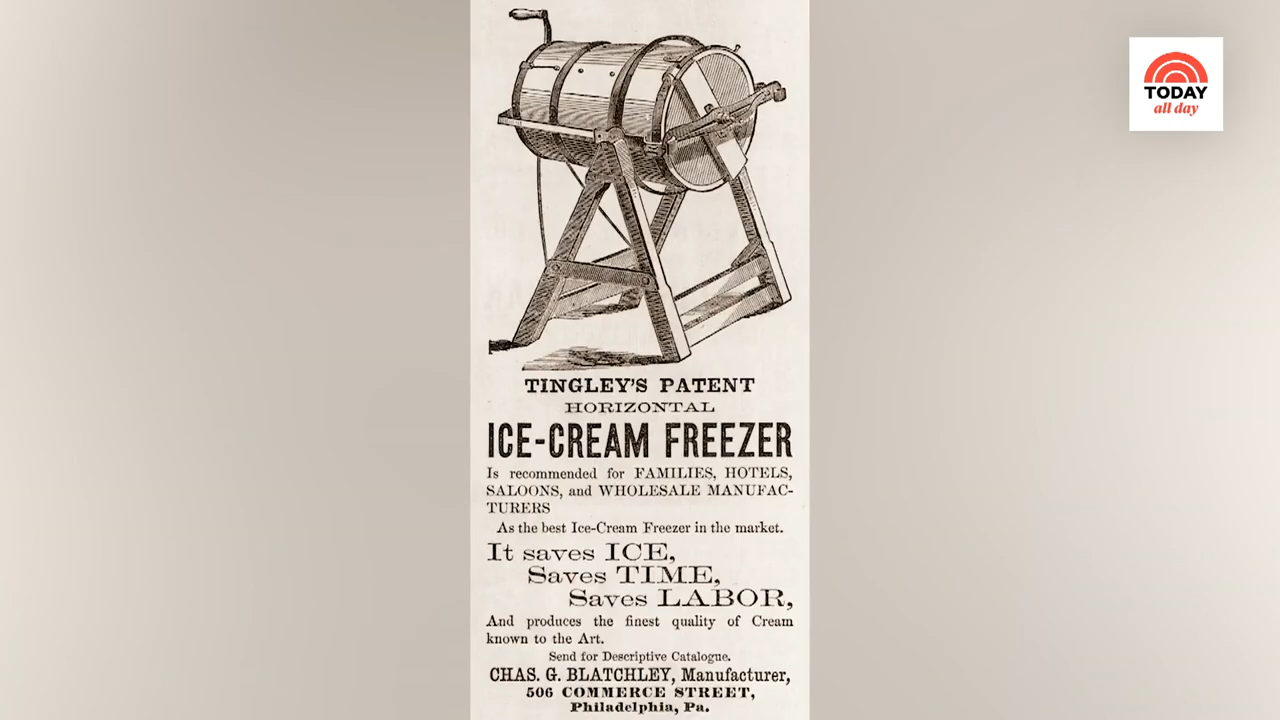 TODAY
all day
TINGLEY'S PATENT
HORIZONTAL
ICE-CREAM FREEZER
Is recommended for FAMILIES, HOTELS,
SALOONS, and WHOLESALE MANUFAC-
TURERS
As the best Ice-Cream Freezer in the market.
It saves ICE,
Saves TIME,
Saves LABOR,
And produces the finest quality of Cream
known to the Art.
Send for Descriptive Catalogue.
CHAS. G. BLATCHLEY, Manufacturer,
506 COMMERCE STREET,
Philadelphia, Pa.